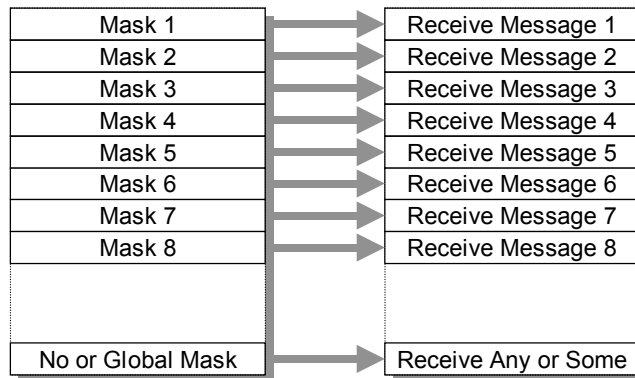 Mask 1
Receive Message 1
Mask 2
Receive Message 2
Mask 3
Receive Message 3
Mask 4
Receive Message 4
Mask 5
Receive Message 5
Mask 6
Receive Message 6
Mask 7
Receive Message 7
Mask 8
Receive Message 8
No or Global Mask
Receive Any or Some